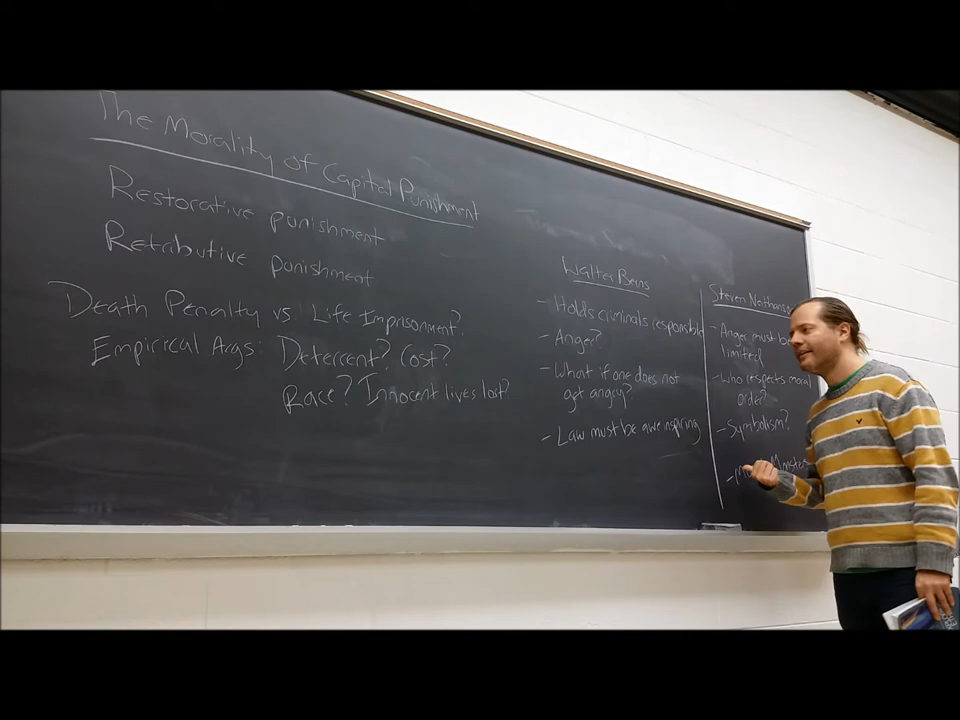 The Morality of Capital Punishment
Restorative punishment
Retributive punishment
Death Penalty vs. Life Imprisonment?
Empirical Args: Deterrent? Cost?
Race? Innocent lives lost?
Walter Berns
- Holds criminals responsible
- Anger?
- What if one does not
get angry?
- Law must be awe inspiring
Steven
- Anger must be
limited
- Who respects moral
order?
- Symbolism?